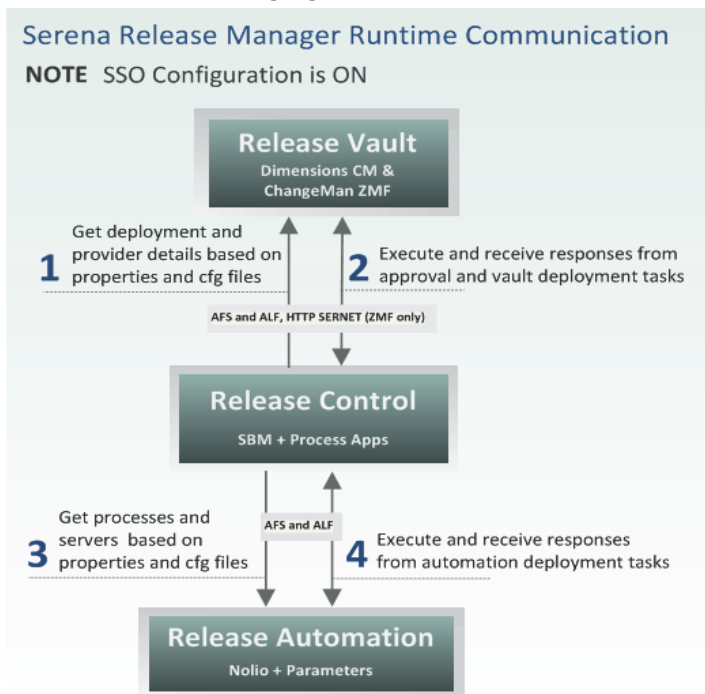 Serena Release Manager Runtime Communication
NOTE SSO Configuration is ON
Release Vault
Dimensions CM &
ChangeMan ZMF
1
Get deployment and
provider details based on
properties and cfg files
2
Execute and receive responses from
approval and vault deployment tasks
AFS and ALF, HTTP SERNET (ZMF only)
Release Control
SBM + Process Apps
3
Get processes and
servers based on
properties and cfg files
AFS and ALF
4
Execute and receive responses
from automation deployment tasks
Release Automation
Nolio + Parameters